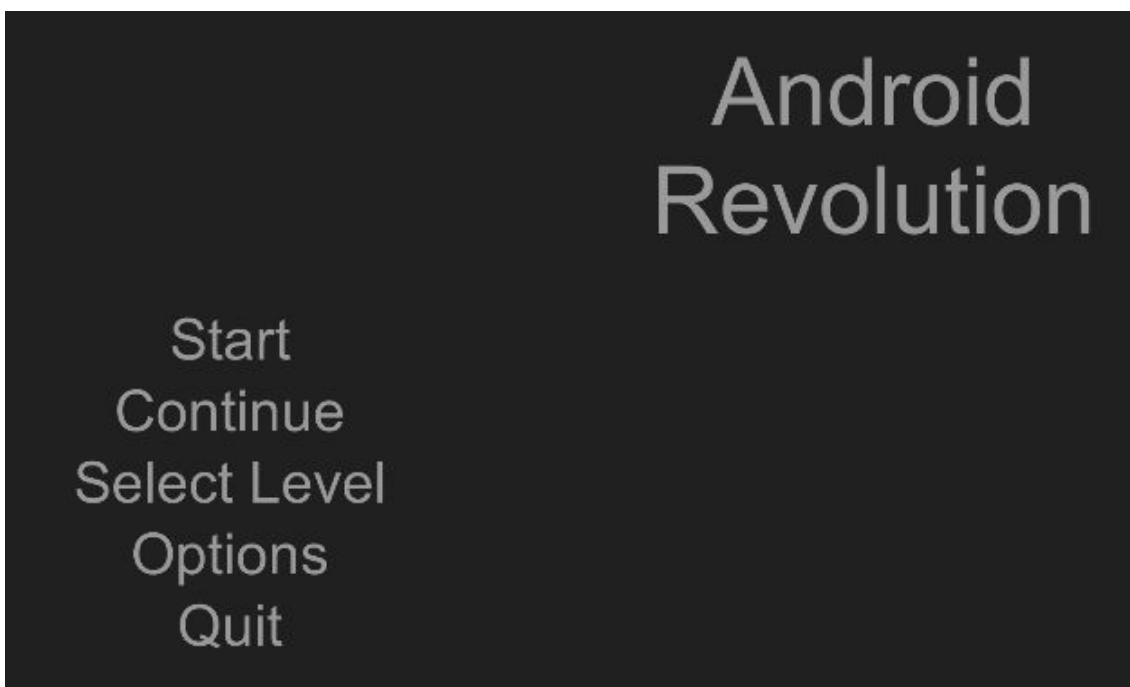 Android
Revolution
Start
Continue
Select Level
Options
Quit